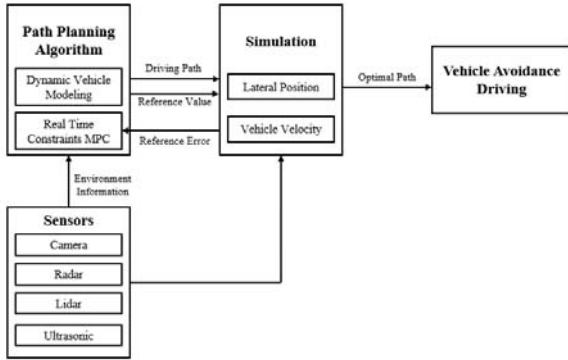 Path Planning
Algorithm
Dynamic Vehicle
Modeling
Real Time
Constraints MPC
Driving Path
Reference Value
Reference Error
Simulation
Lateral Position
Vehicle Velocity
Optimal Path
Vehicle Avoidance
Driving
Environment
Information
Sensors
Camera
Radar
Lidar
Ultrasonic